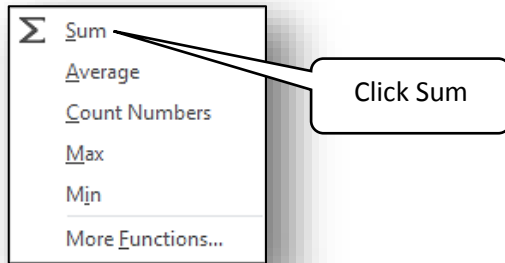 Σ Sum
Average
Count Numbers
Max
Min
More Functions...
Click Sum